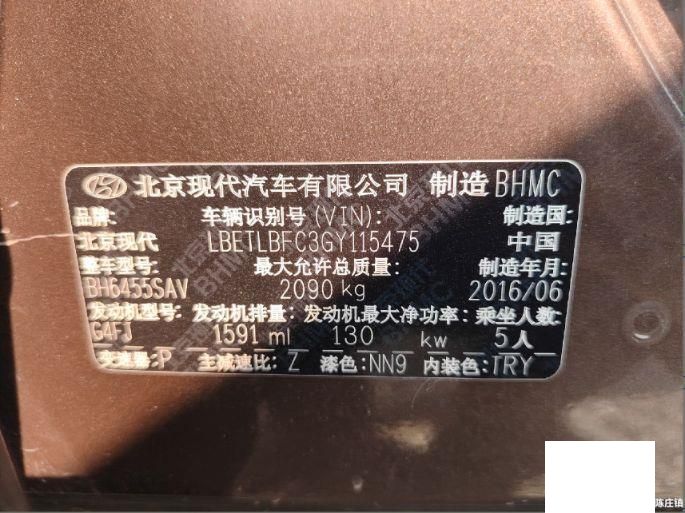 北京现代汽车有限公司 制造 BHMC
品牌: 车辆识别号(VIN): 制造国:
北京现代 LBETLBFC3GY115475 中国
整车型号: 最大允许总质量: 制造年月:
BH6455SAV 2090 kg 2016/06
发动机型号: 发动机排量: 发动机最大净功率: 乘坐人数:
G4FJ 1591 ml 130 kw 5人
变速器: P 主减速比: Z 漆色: NN9 内装色: TRY
陈庄镇